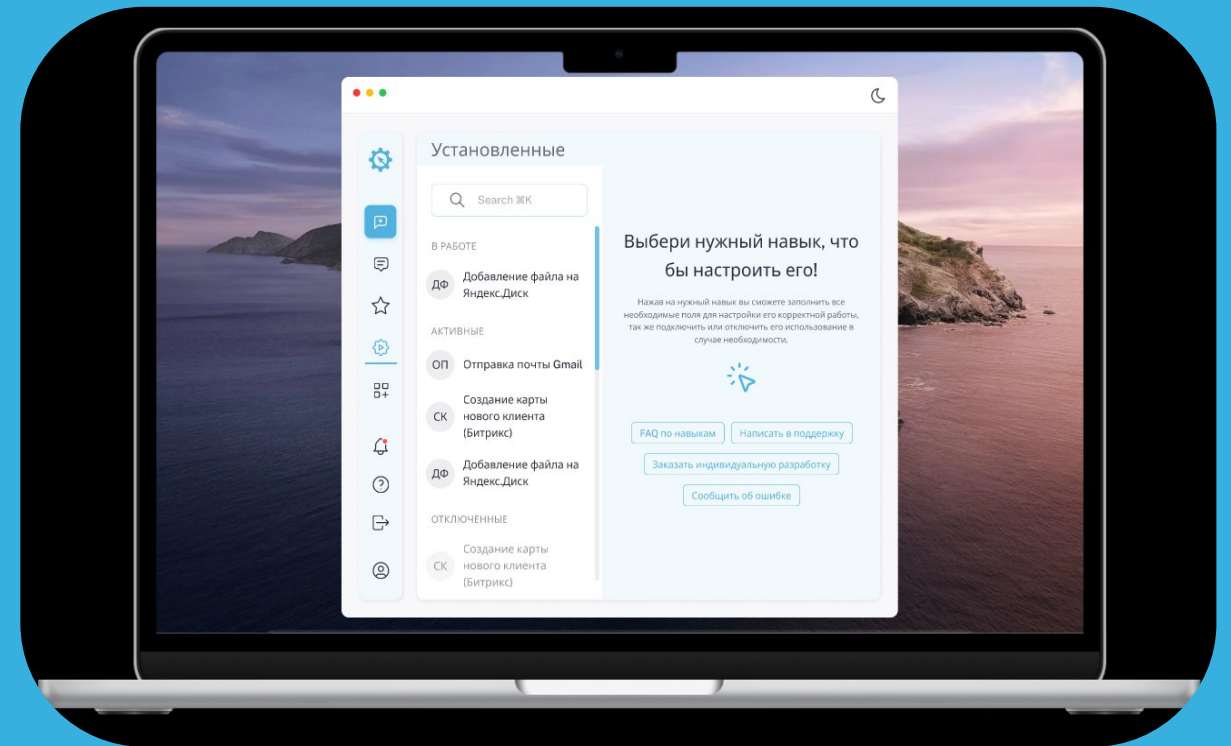 Установленные
Search ⌘K
В РАБОТЕ
ДФ
Добавление файла на
Яндекс.Диск
АКТИВНЫЕ
ОП
Отправка почты Gmail
СК
Создание карты
нового клиента
(Битрикс)
ДФ
Добавление файла на
Яндекс.Диск
ОТКЛЮЧЕННЫЕ
СК
Создание карты
нового клиента
(Битрикс)
Выбери нужный навык, что
бы настроить его!
Нажав на нужный навык вы сможете заполнить все
необходимые поля для настройки его корректной работы,
так же подключить или отключить его использование в
случае необходимости.
FAQ по навыкам
Написать в поддержку
Заказать индивидуальную разработку
Сообщить об ошибке